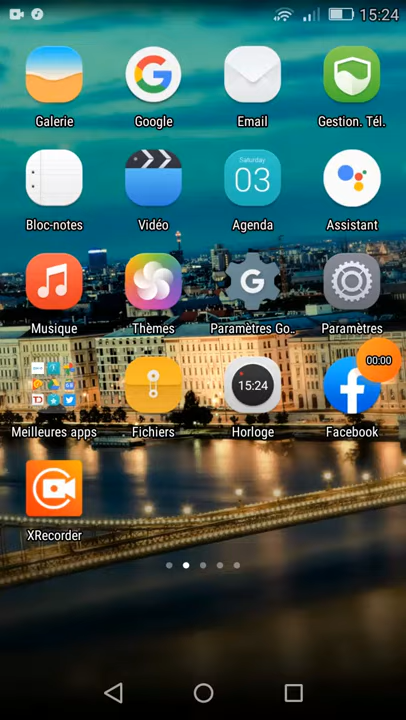 15:24
Galerie
Google
Email
Gestion. Tél.
Bloc-notes
Vidéo
Saturday
03
Agenda
Assistant
Musique
Thèmes
Paramètres Go..
Paramètres
00:00
15:24
Meilleures apps
Fichiers
Horloge
Facebook
XRecorder